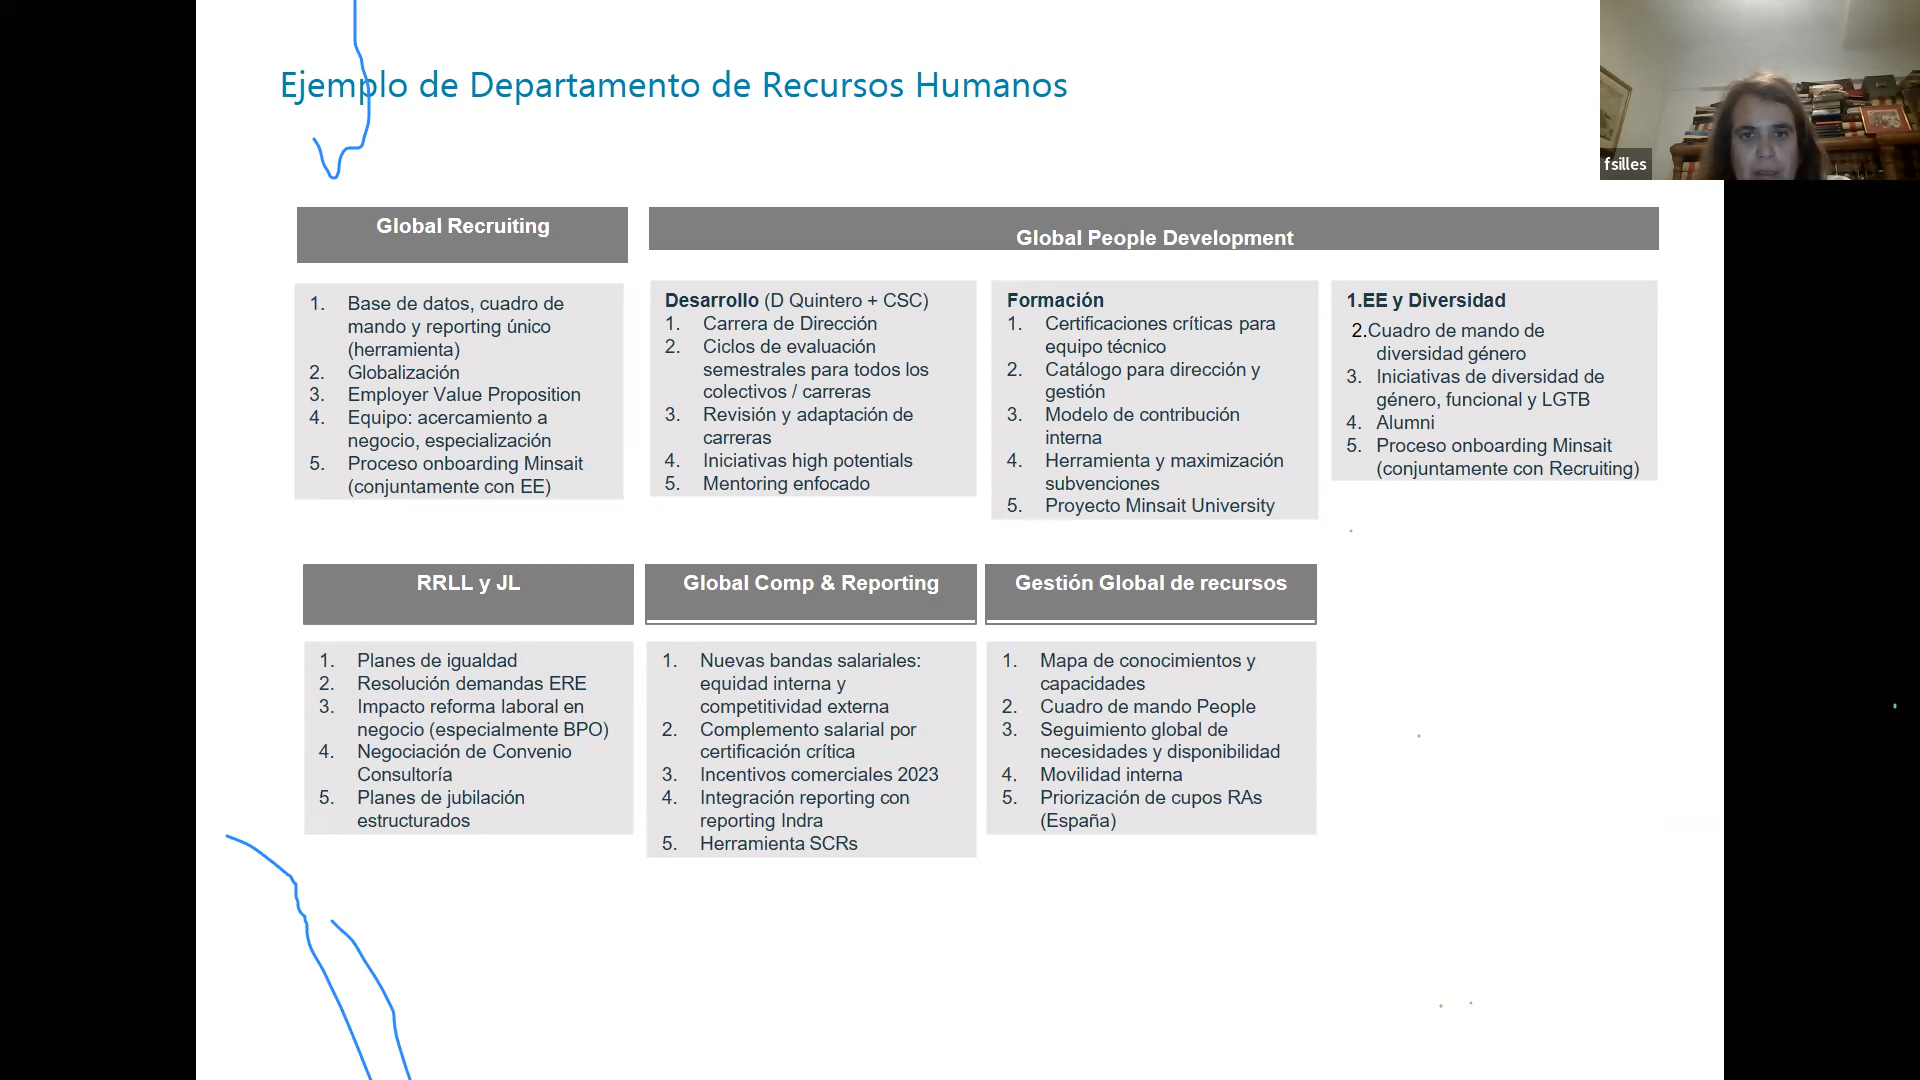 Ejemplo de Departamento de Recursos Humanos
fsilles
Global Recruiting
1. Base de datos, cuadro de
mando y reporting único
(herramienta)
2. Globalización
3. Employer Value Proposition
4. Equipo: acercamiento a
negocio, especialización
5. Proceso onboarding Minsait
(conjuntamente con EE)
Global People Development
Desarrollo (D Quintero + CSC)
1. Carrera de Dirección
2. Ciclos de evaluación
semestrales para todos los
colectivos / carreras
3. Revisión y adaptación de
carreras
4. Iniciativas high potentials
5. Mentoring enfocado
Formación
1. Certificaciones críticas para
equipo técnico
2. Catálogo para dirección y
gestión
3. Modelo de contribución
interna
4. Herramienta y maximización
subvenciones
5. Proyecto Minsait University
1.EE y Diversidad
2.Cuadro de mando de
diversidad género
3. Iniciativas de diversidad de
género, funcional y LGTB
4. Alumni
5. Proceso onboarding Minsait
(conjuntamente con Recruiting)
RRLL y JL
1. Planes de igualdad
2. Resolución demandas ERE
3. Impacto reforma laboral en
negocio (especialmente BPO)
4. Negociación de Convenio
Consultoría
5. Planes de jubilación
estructurados
Global Comp & Reporting
1. Nuevas bandas salariales:
equidad interna y
competitividad externa
2. Complemento salarial por
certificación crítica
3. Incentivos comerciales 2023
4. Integración reporting con
reporting Indra
5. Herramienta SCRs
Gestión Global de recursos
1. Mapa de conocimientos y
capacidades
2. Cuadro de mando People
3. Seguimiento global de
necesidades y disponibilidad
4. Movilidad interna
5. Priorización de cupos RAs
(España)